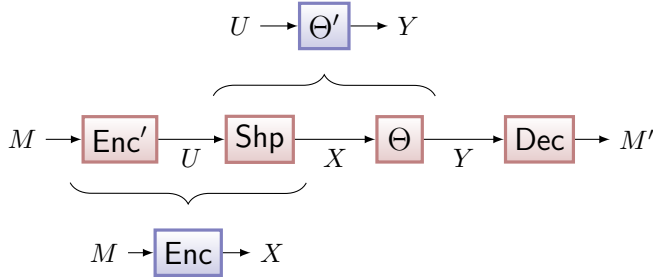 U Θ′ Y
M Enc′ U Shp X Θ Y Dec M′
M Enc X